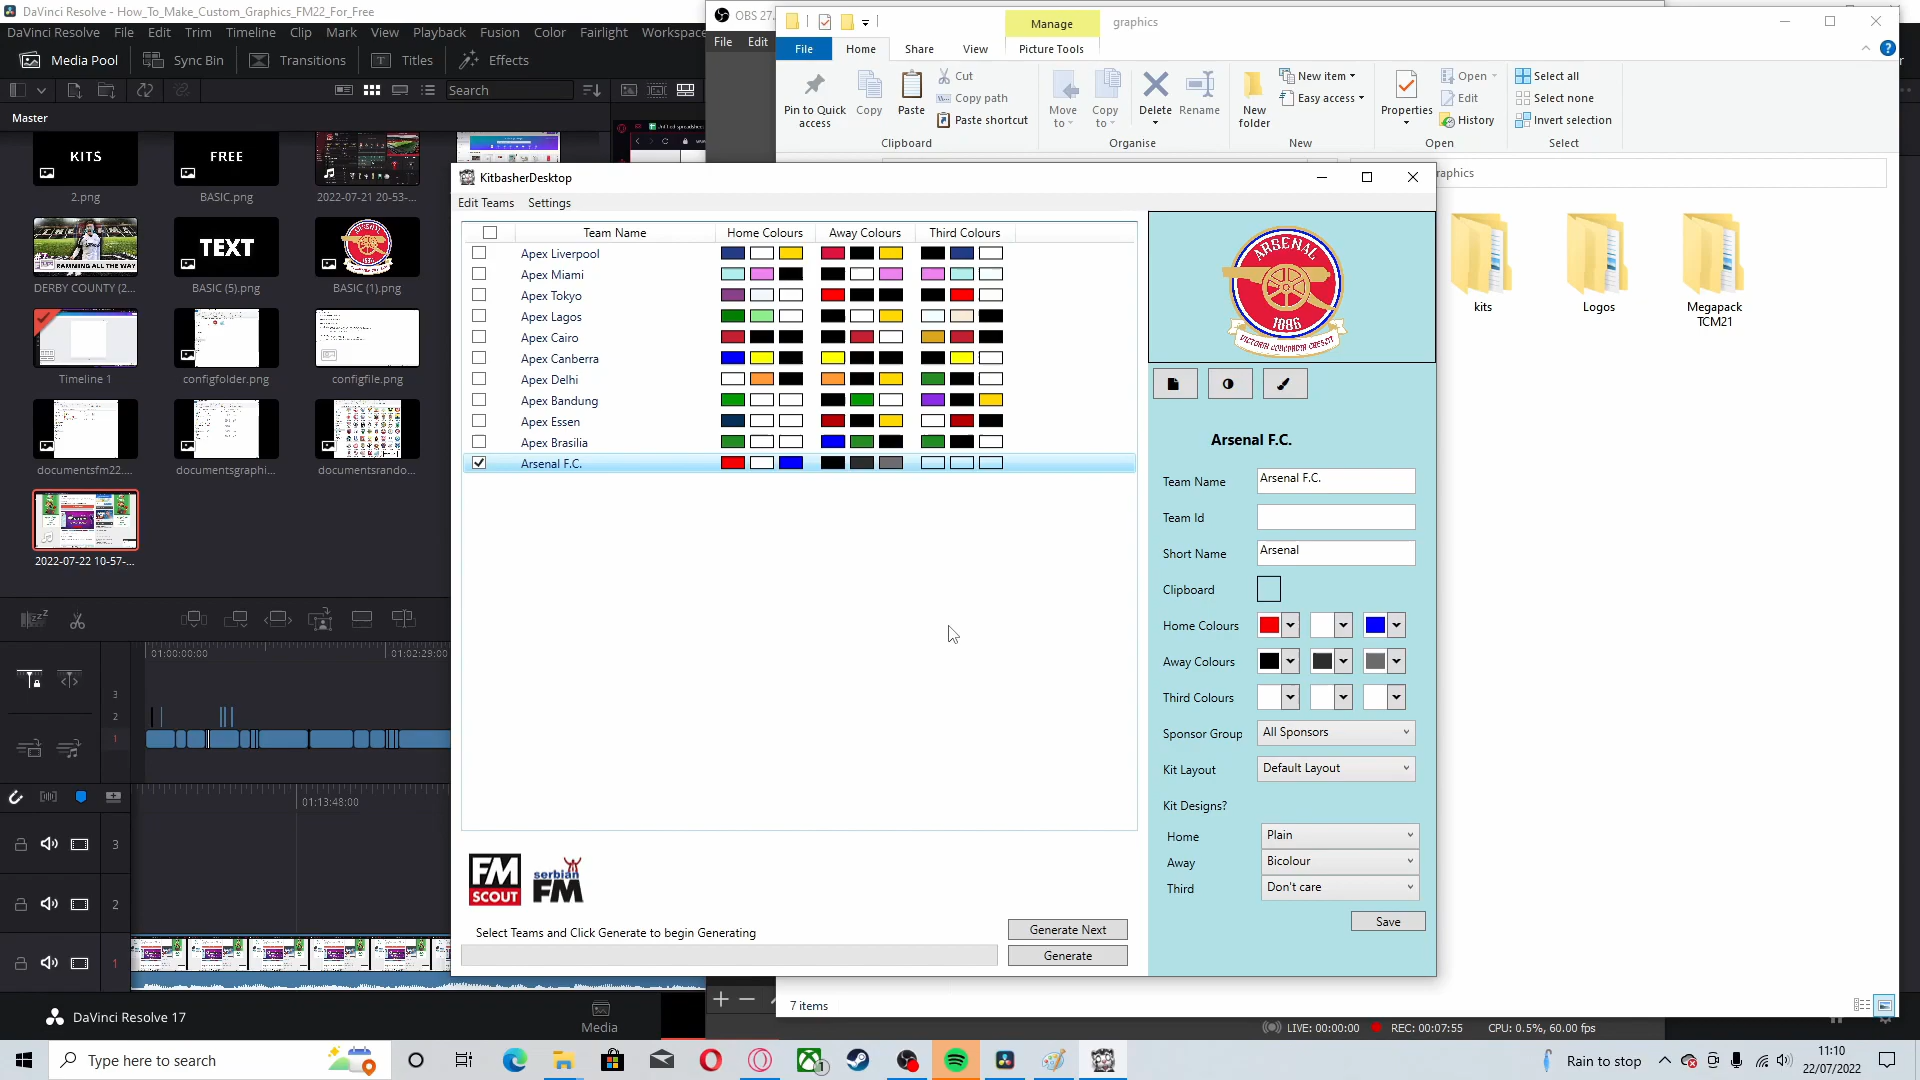 DaVinci Resolve - How_To_Make_Custom_Graphics_FM22_For_Free
DaVinci Resolve File Edit Trim Timeline Clip Mark View Playback Fusion Color Fairlight Workspace
Media Pool Sync Bin Transitions Titles Effects
Search
Master
KITS
FREE
2.png BASIC.png 2022-07-21 20-53-...
TEXT
DERBY COUNTY (2... BASIC (5).png BASIC (1).png
Timeline 1 configfolder.png configfile.png
documentsfm22.... documentsgraphi... documentsrando...
2022-07-22 10-57-...
01:00:00:00 01:02:29:00
3
2
1
01:13:48:00
3
2
1
DaVinci Resolve 17
Media
OBS 27.
File Edit
Manage graphics
File Home Share View Picture Tools
Pin to Quick access
Copy
Paste
Cut
Copy path
Paste shortcut
Clipboard
Move to
Copy to
Delete
Rename
Organise
New folder
New item
Easy access
New
Properties
Open
Edit
History
Open
Select all
Select none
Invert selection
Select
raphics
kits Logos Megapack TCM21
7 items
KitbasherDesktop
Edit Teams Settings
Team Name Home Colours Away Colours Third Colours
Apex Liverpool
Apex Miami
Apex Tokyo
Apex Lagos
Apex Cairo
Apex Canberra
Apex Delhi
Apex Bandung
Apex Essen
Apex Brasilia
Arsenal F.C.
FM SCOUT
serbian FM
Select Teams and Click Generate to begin Generating
Generate Next
Generate
ARSENAL
1886
VICTORIA CONCORDIA CRESCIT
Arsenal F.C.
Team Name Arsenal F.C.
Team Id
Short Name Arsenal
Clipboard
Home Colours
Away Colours
Third Colours
Sponsor Group All Sponsors
Kit Layout Default Layout
Kit Designs?
Home Plain
Away Bicolour
Third Don't care
Save
LIVE: 00:00:00 REC: 00:07:55 CPU: 0.5%, 60.00 fps
Type here to search
1
Rain to stop
11:10
22/07/2022